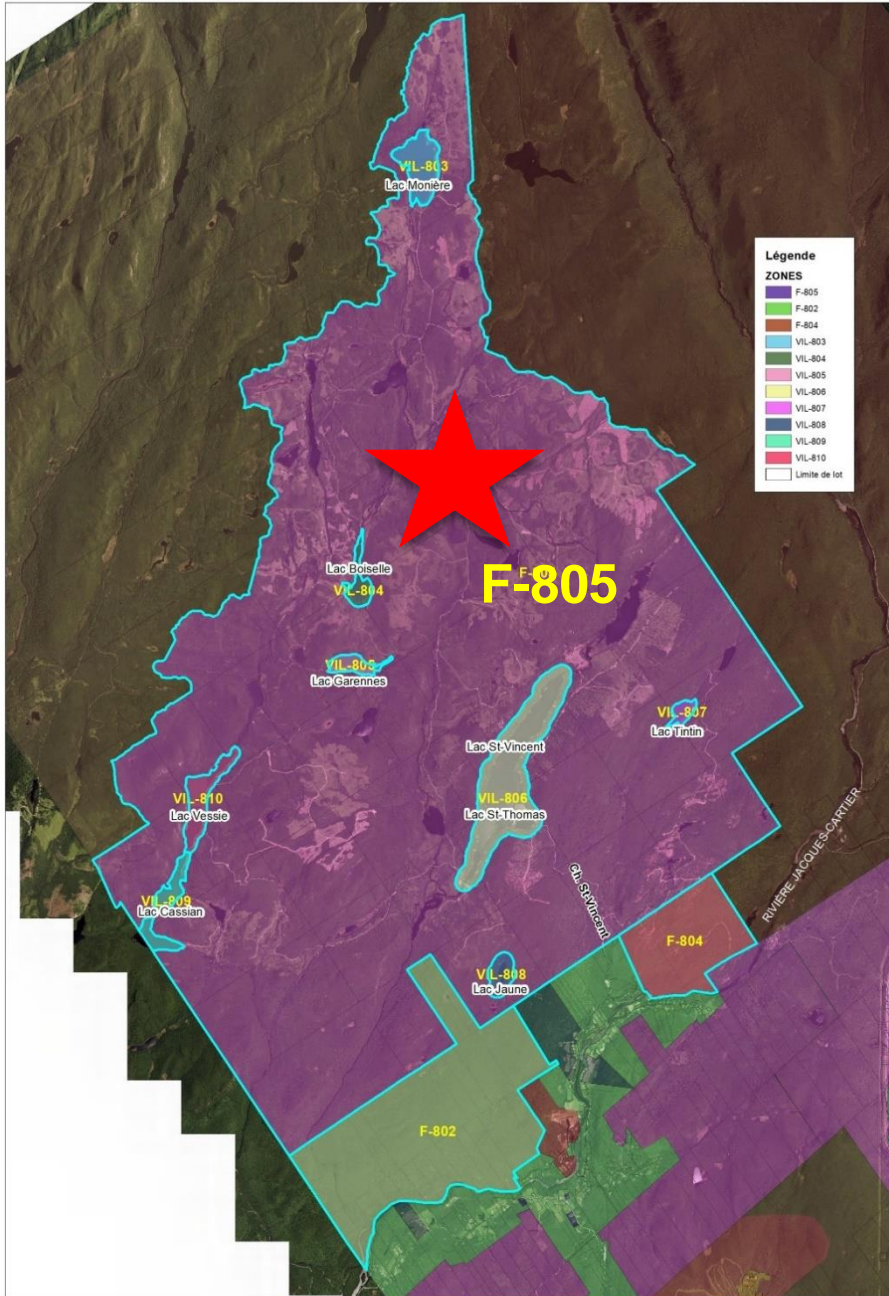 VIL-803
Lac Monière
Légende
ZONES
F-805
F-802
F-804
VIL-803
VIL-804
VIL-805
VIL-806
VIL-807
VIL-808
VIL-809
VIL-810
Limite de lot
Lac Boiselle
VIL-804
F-805
VIL-805
Lac Garennes
VIL-807
Lac Tintin
Lac St-Vincent
VIL-806
Lac St-Thomas
VIL-810
Lac Vessie
VIL-809
Lac Cassian
Ch. St-Vincent
RIVIÈRE JACQUES-CARTIER
F-804
VIL-808
Lac Jaune
F-802